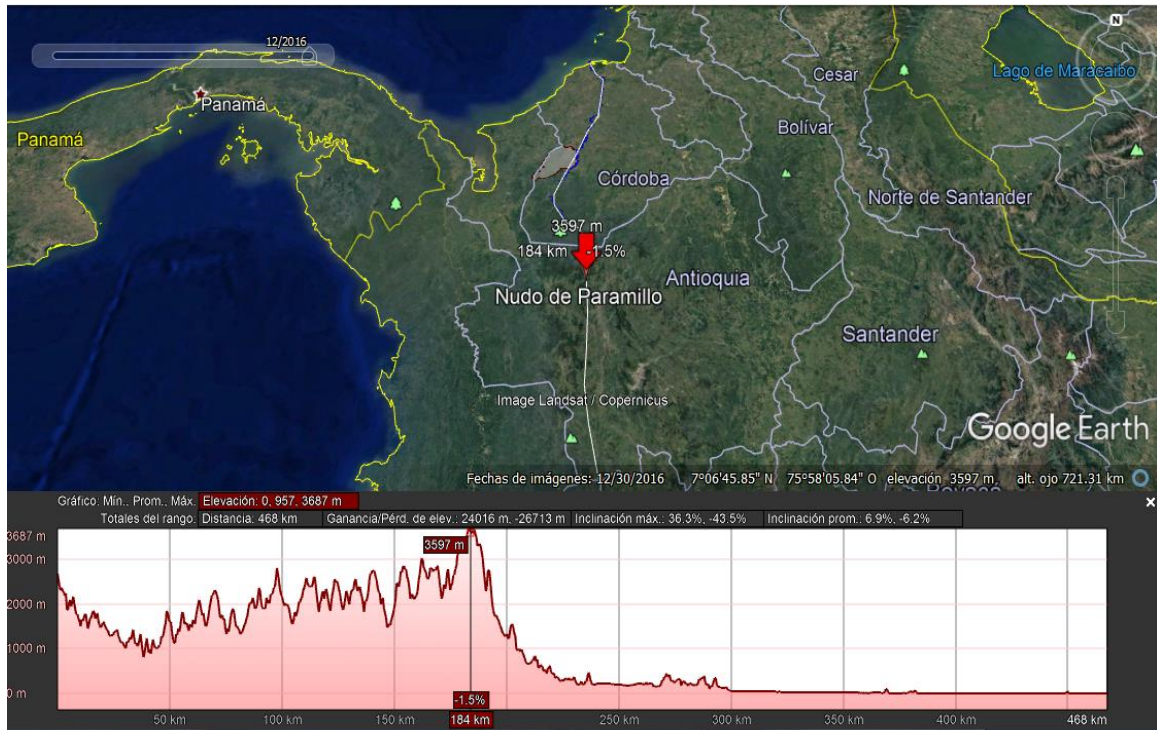 12/2016
N
Panamá
Panamá
Cesar
Lago de Maracaibo
Bolívar
Córdoba
Norte de Santander
3597 m
184 km -1.5%
Antioquia
Nudo de Paramillo
Santander
Image Landsat / Copernicus
Google Earth
Fechas de imágenes: 12/30/2016 7°06'45.85" N 75°58'05.84" O elevación 3597 m. alt. ojo 721.31 km
Gráfico: Mín., Prom., Máx. Elevación: 0, 957, 3687 m
Totales del rango: Distancia: 468 km Ganancia/Pérd. de elev.: 24016 m. -26713 m Inclinación máx.: 36.3%, -43.5% Inclinación prom.: 6.9%, -6.2%
3687 m
3597 m
3000 m
2000 m
1000 m
0 m
-1.5%
50 km 100 km 150 km 184 km 250 km 300 km 350 km 400 km 468 km